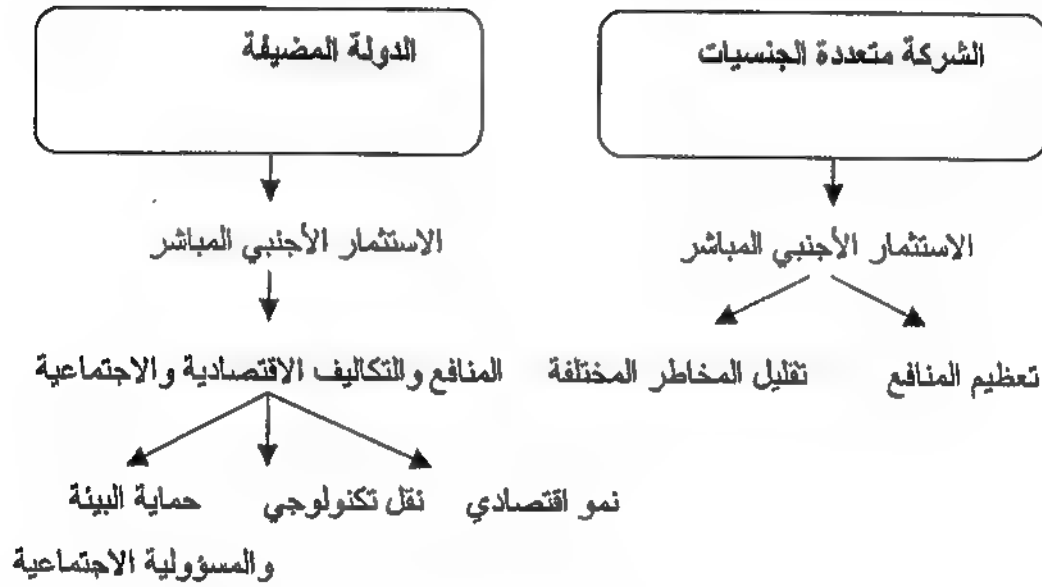 الشركة متعددة الجنسيات
الدولة المضيفة
الاستثمار الأجنبي المباشر
الاستثمار الأجنبي المباشر
تعظيم المنافع
تقليل المخاطر المختلفة
المنافع والتكاليف الاقتصادية والاجتماعية
نمو اقتصادي
نقل تكنولوجي
حماية البيئة
والمسؤولية الاجتماعية